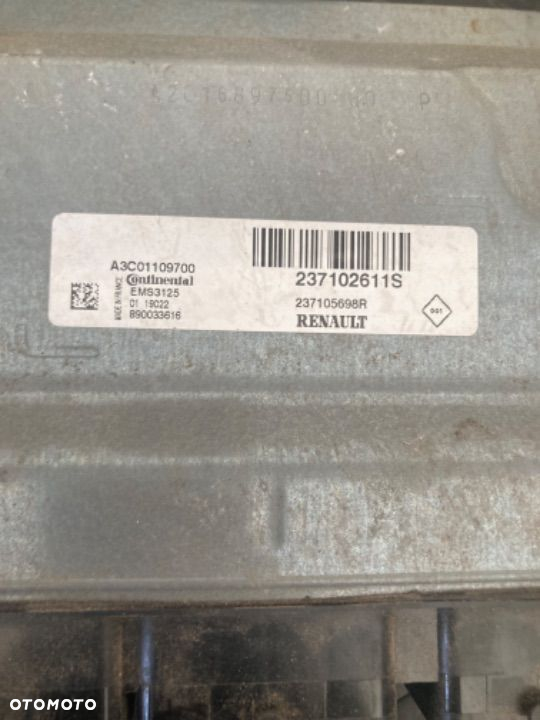 A3C01109700
Continental
EMS3125
01 19022
890033616
MADE IN FRANCE
237102611S
237105698R
RENAULT
001
OTOMOTO